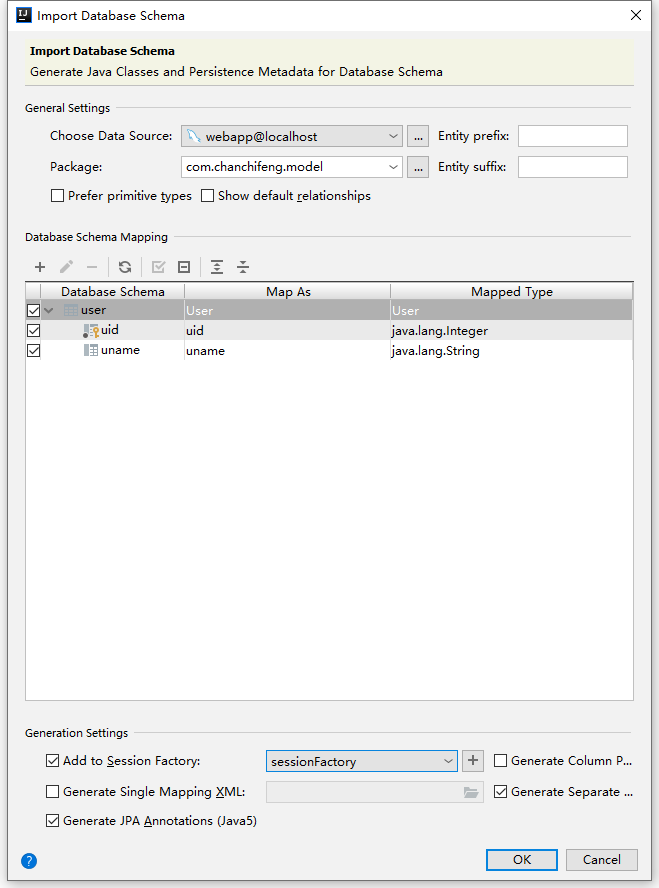 Import Database Schema
Import Database Schema
Generate Java Classes and Persistence Metadata for Database Schema
General Settings
Choose Data Source: webapp@localhost ... Entity prefix:
Package: com.chanchifeng.model ... Entity suffix:
Prefer primitive types Show default relationships
Database Schema Mapping
Database Schema Map As Mapped Type
user User User
uid uid java.lang.Integer
uname uname java.lang.String
Generation Settings
Add to Session Factory: sessionFactory + Generate Column P...
Generate Single Mapping XML: Generate Separate ...
Generate JPA Annotations (Java5)
? OK Cancel